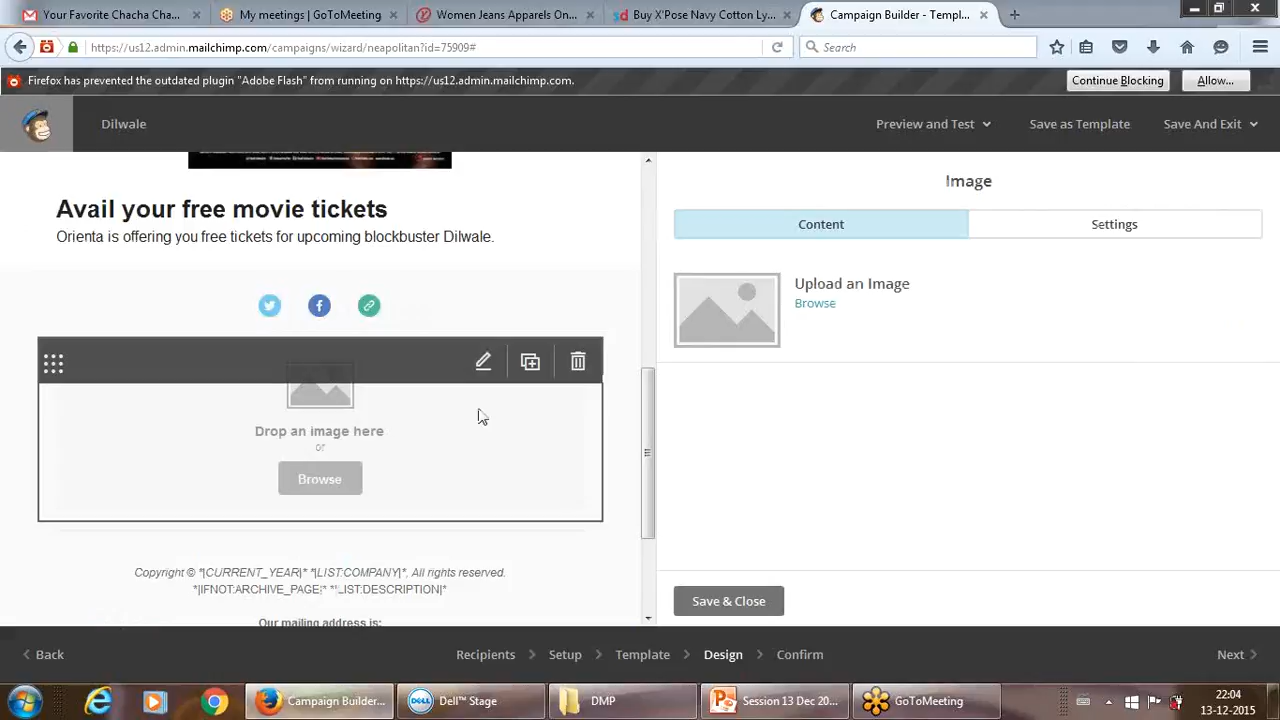 Your Favorite Chacha Cha...
My meetings | GoToMeeting
Women Jeans Apparels On...
Buy X'Pose Navy Cotton Ly...
Campaign Builder - Templ...
https://us12.admin.mailchimp.com/campaigns/wizard/neapolitan?id=75909#
Search
Firefox has prevented the outdated plugin "Adobe Flash" from running on https://us12.admin.mailchimp.com.
Continue Blocking
Allow...
Dilwale
Preview and Test
Save as Template
Save And Exit
Image
Avail your free movie tickets
Content
Settings
Orienta is offering you free tickets for upcoming blockbuster Dilwale.
Upload an Image
Browse
Drop an image here
or
Browse
Copyright © *|CURRENT_YEAR|* *|LIST:COMPANY|*, All rights reserved.
*|IFNOT:ARCHIVE_PAGE|* *|LIST:DESCRIPTION|*
Our mailing address is:
Save & Close
Back
Recipients
Setup
Template
Design
Confirm
Next
Campaign Builder...
DELL
Dell™ Stage
DMP
Session 13 Dec 20...
GoToMeeting
22:04
13-12-2015